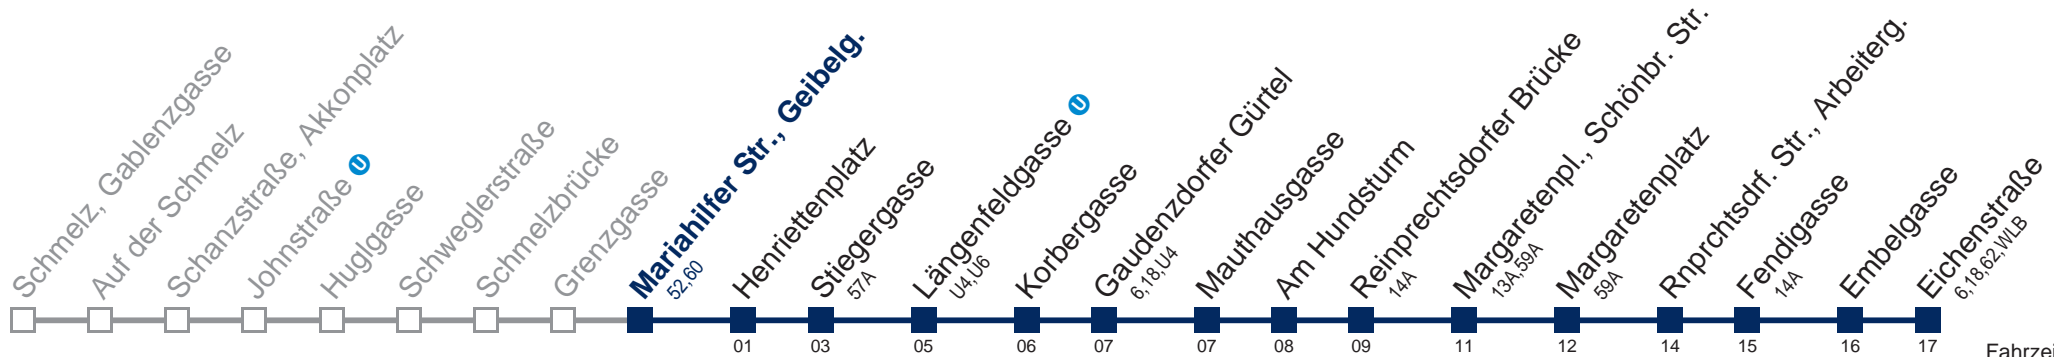 Schmelz, Gablenzgasse
Auf der Schmelz
Schanzstraße, Akkonplatz
Johnstraße U
Huglgasse
Schweglerstraße
Schmelzbrücke
Grenzgasse
Mariahilfer Str., Geibelg.
52,60
Henriettenplatz
Stiegergasse
57A
Längenfeldgasse U
U4,U6
Korbergasse
Gaudenzdorfer Gürtel
6,18,U4
Mauthausgasse
Am Hundsturm
Reinprechtsdorfer Brücke
14A
Margaretenpl., Schönbr. Str.
13A,59A
Margaretenplatz
59A
Rnprchtsdrf. Str., Arbeiterg.
Fendigasse
14A
Embelgasse
Eichenstraße
6,18,62,WLB
01 03 05 06 07 07 08 09 11 12 14 15 16 17 Fahrzei